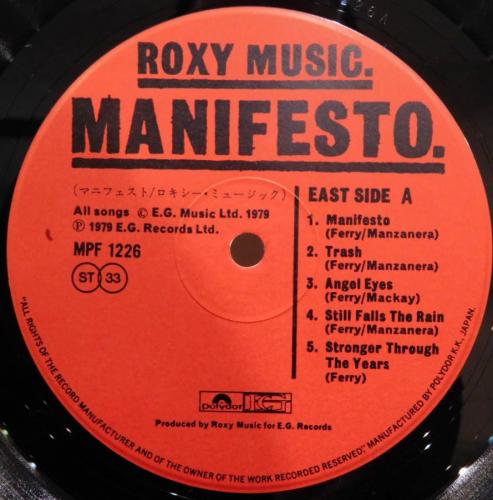 ROXY MUSIC.
MANIFESTO.
(マニフェスト/ロキシー・ミュージック)
All songs © E.G. Music Ltd. 1979
Ⓟ 1979 E.G. Records Ltd.
MPF 1226
ST 33
EAST SIDE A
1. Manifesto
(Ferry/Manzanera)
2. Trash
(Ferry/Manzanera)
3. Angel Eyes
(Ferry/Mackay)
4. Still Falls The Rain
(Ferry/Manzanera)
5. Stronger Through
The Years
(Ferry)
Polydor
Produced by Roxy Music for E.G. Records
"ALL RIGHTS OF THE RECORD MANUFACTURER AND OF THE OWNER OF THE WORK RECORDED RESERVED," MANUFACTURED BY POLYDOR K.K., JAPAN.